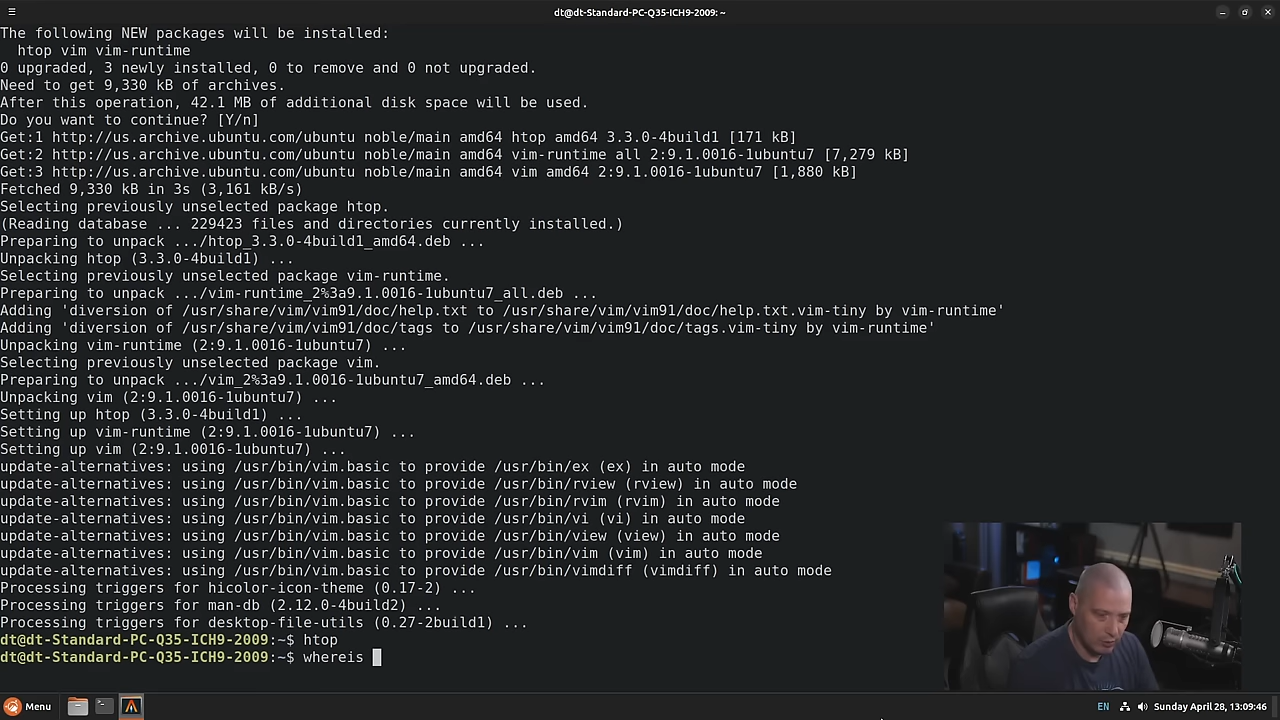 dt@dt-Standard-PC-Q35-ICH9-2009: ~
The following NEW packages will be installed:
  htop vim vim-runtime
0 upgraded, 3 newly installed, 0 to remove and 0 not upgraded.
Need to get 9,330 kB of archives.
After this operation, 42.1 MB of additional disk space will be used.
Do you want to continue? [Y/n]
Get:1 http://us.archive.ubuntu.com/ubuntu noble/main amd64 htop amd64 3.3.0-4build1 [171 kB]
Get:2 http://us.archive.ubuntu.com/ubuntu noble/main amd64 vim-runtime all 2:9.1.0016-1ubuntu7 [7,279 kB]
Get:3 http://us.archive.ubuntu.com/ubuntu noble/main amd64 vim amd64 2:9.1.0016-1ubuntu7 [1,880 kB]
Fetched 9,330 kB in 3s (3,161 kB/s)
Selecting previously unselected package htop.
(Reading database ... 229423 files and directories currently installed.)
Preparing to unpack .../htop_3.3.0-4build1_amd64.deb ...
Unpacking htop (3.3.0-4build1) ...
Selecting previously unselected package vim-runtime.
Preparing to unpack .../vim-runtime_2%3a9.1.0016-1ubuntu7_all.deb ...
Adding 'diversion of /usr/share/vim/vim91/doc/help.txt to /usr/share/vim/vim91/doc/help.txt.vim-tiny by vim-runtime'
Adding 'diversion of /usr/share/vim/vim91/doc/tags to /usr/share/vim/vim91/doc/tags.vim-tiny by vim-runtime'
Unpacking vim-runtime (2:9.1.0016-1ubuntu7) ...
Selecting previously unselected package vim.
Preparing to unpack .../vim_2%3a9.1.0016-1ubuntu7_amd64.deb ...
Unpacking vim (2:9.1.0016-1ubuntu7) ...
Setting up htop (3.3.0-4build1) ...
Setting up vim-runtime (2:9.1.0016-1ubuntu7) ...
Setting up vim (2:9.1.0016-1ubuntu7) ...
update-alternatives: using /usr/bin/vim.basic to provide /usr/bin/ex (ex) in auto mode
update-alternatives: using /usr/bin/vim.basic to provide /usr/bin/rview (rview) in auto mode
update-alternatives: using /usr/bin/vim.basic to provide /usr/bin/rvim (rvim) in auto mode
update-alternatives: using /usr/bin/vim.basic to provide /usr/bin/vi (vi) in auto mode
update-alternatives: using /usr/bin/vim.basic to provide /usr/bin/view (view) in auto mode
update-alternatives: using /usr/bin/vim.basic to provide /usr/bin/vim (vim) in auto mode
update-alternatives: using /usr/bin/vim.basic to provide /usr/bin/vimdiff (vimdiff) in auto mode
Processing triggers for hicolor-icon-theme (0.17-2) ...
Processing triggers for man-db (2.12.0-4build2) ...
Processing triggers for desktop-file-utils (0.27-2build1) ...
dt@dt-Standard-PC-Q35-ICH9-2009:~$ htop
dt@dt-Standard-PC-Q35-ICH9-2009:~$ whereis
Menu
EN
Sunday April 28, 13:09:46